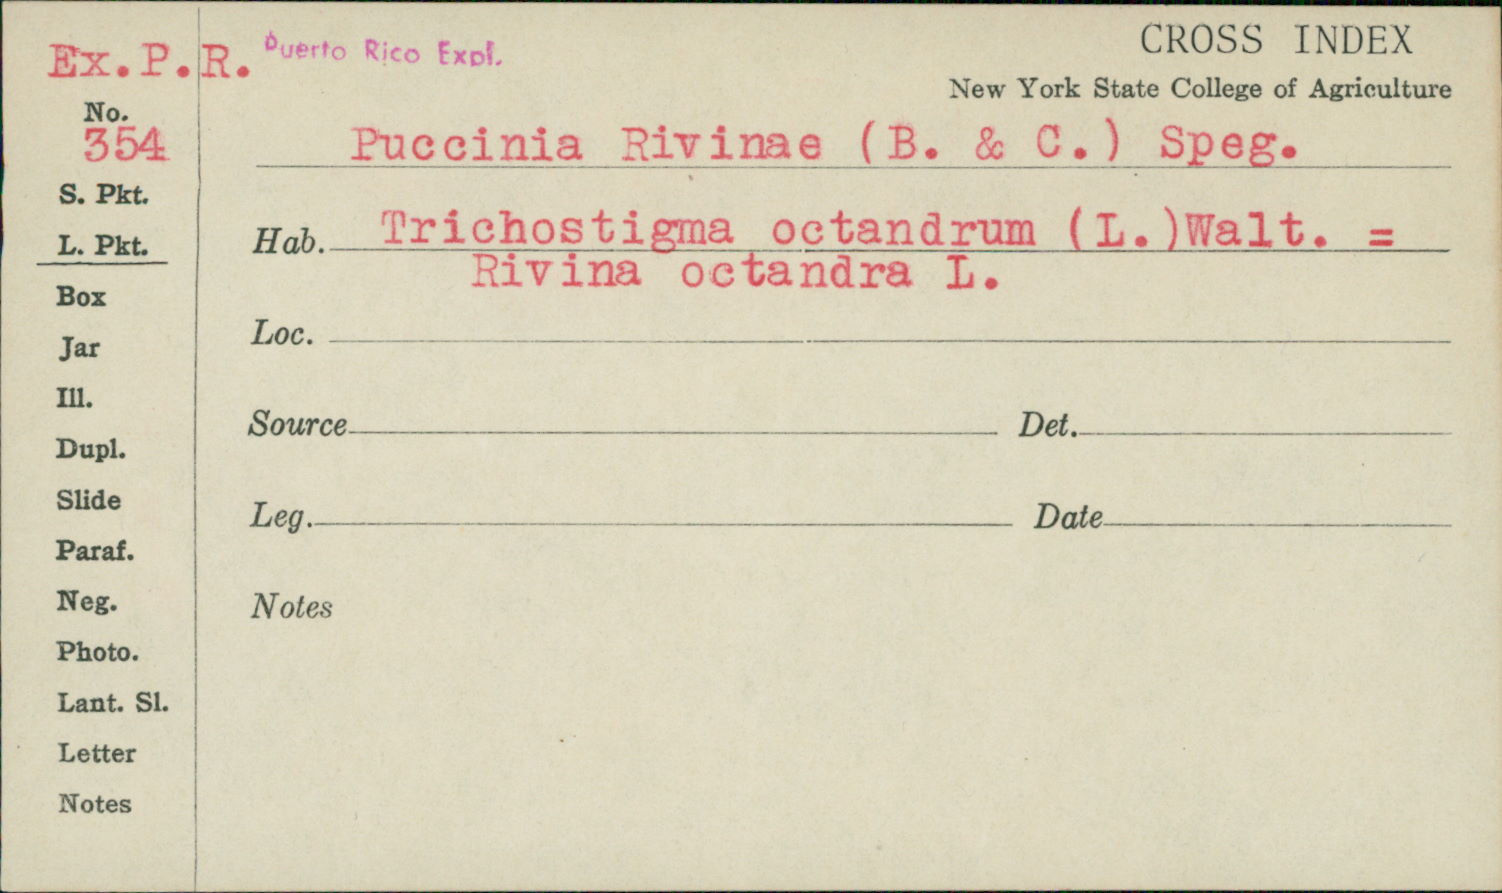 Ex.P.R. Puerto Rico Expl.
CROSS INDEX
New York State College of Agriculture
No.
354
Puccinia Rivinae (B. & C.) Speg.
S. Pkt.
L. Pkt.
Hab. Trichostigma octandrum (L.)Walt. =
Rivina octandra L.
Box
Loc.
Jar
Ill.
Source Det.
Dupl.
Slide
Leg. Date
Paraf.
Neg.
Notes
Photo.
Lant. Sl.
Letter
Notes